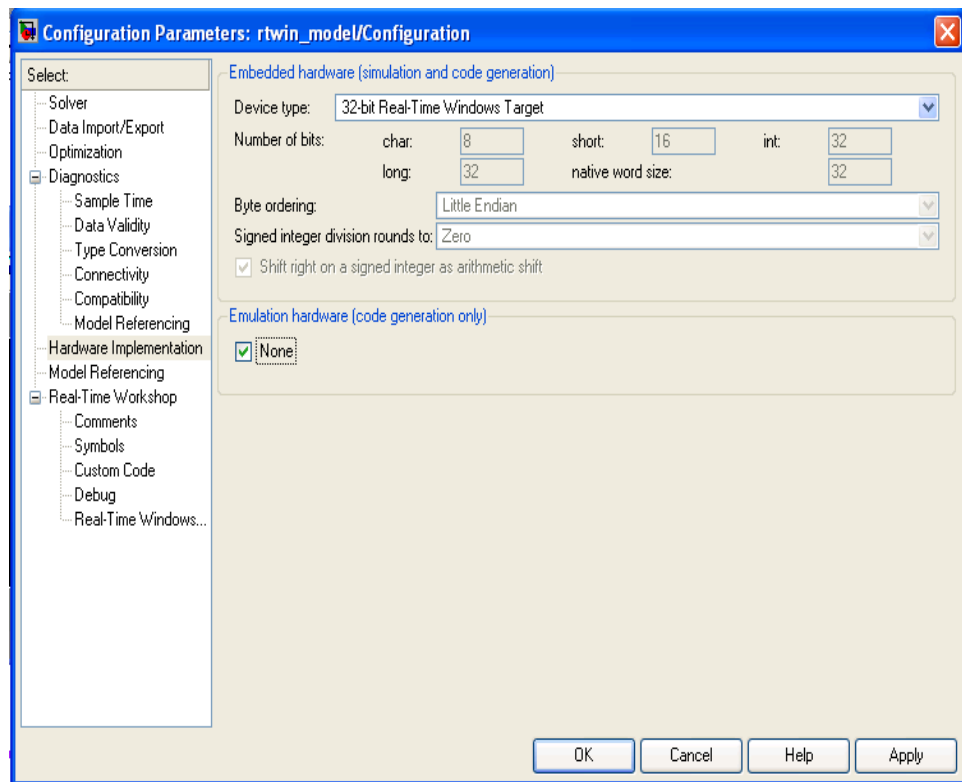 Configuration Parameters: rtwin_model/Configuration
Select:
Solver
Data Import/Export
Optimization
Diagnostics
Sample Time
Data Validity
Type Conversion
Connectivity
Compatibility
Model Referencing
Hardware Implementation
Model Referencing
Real-Time Workshop
Comments
Symbols
Custom Code
Debug
Real-Time Windows...
Embedded hardware (simulation and code generation)
Device type: 32-bit Real-Time Windows Target
Number of bits: char: 8 short: 16 int: 32
long: 32 native word size: 32
Byte ordering: Little Endian
Signed integer division rounds to: Zero
Shift right on a signed integer as arithmetic shift
Emulation hardware (code generation only)
None
OK Cancel Help Apply